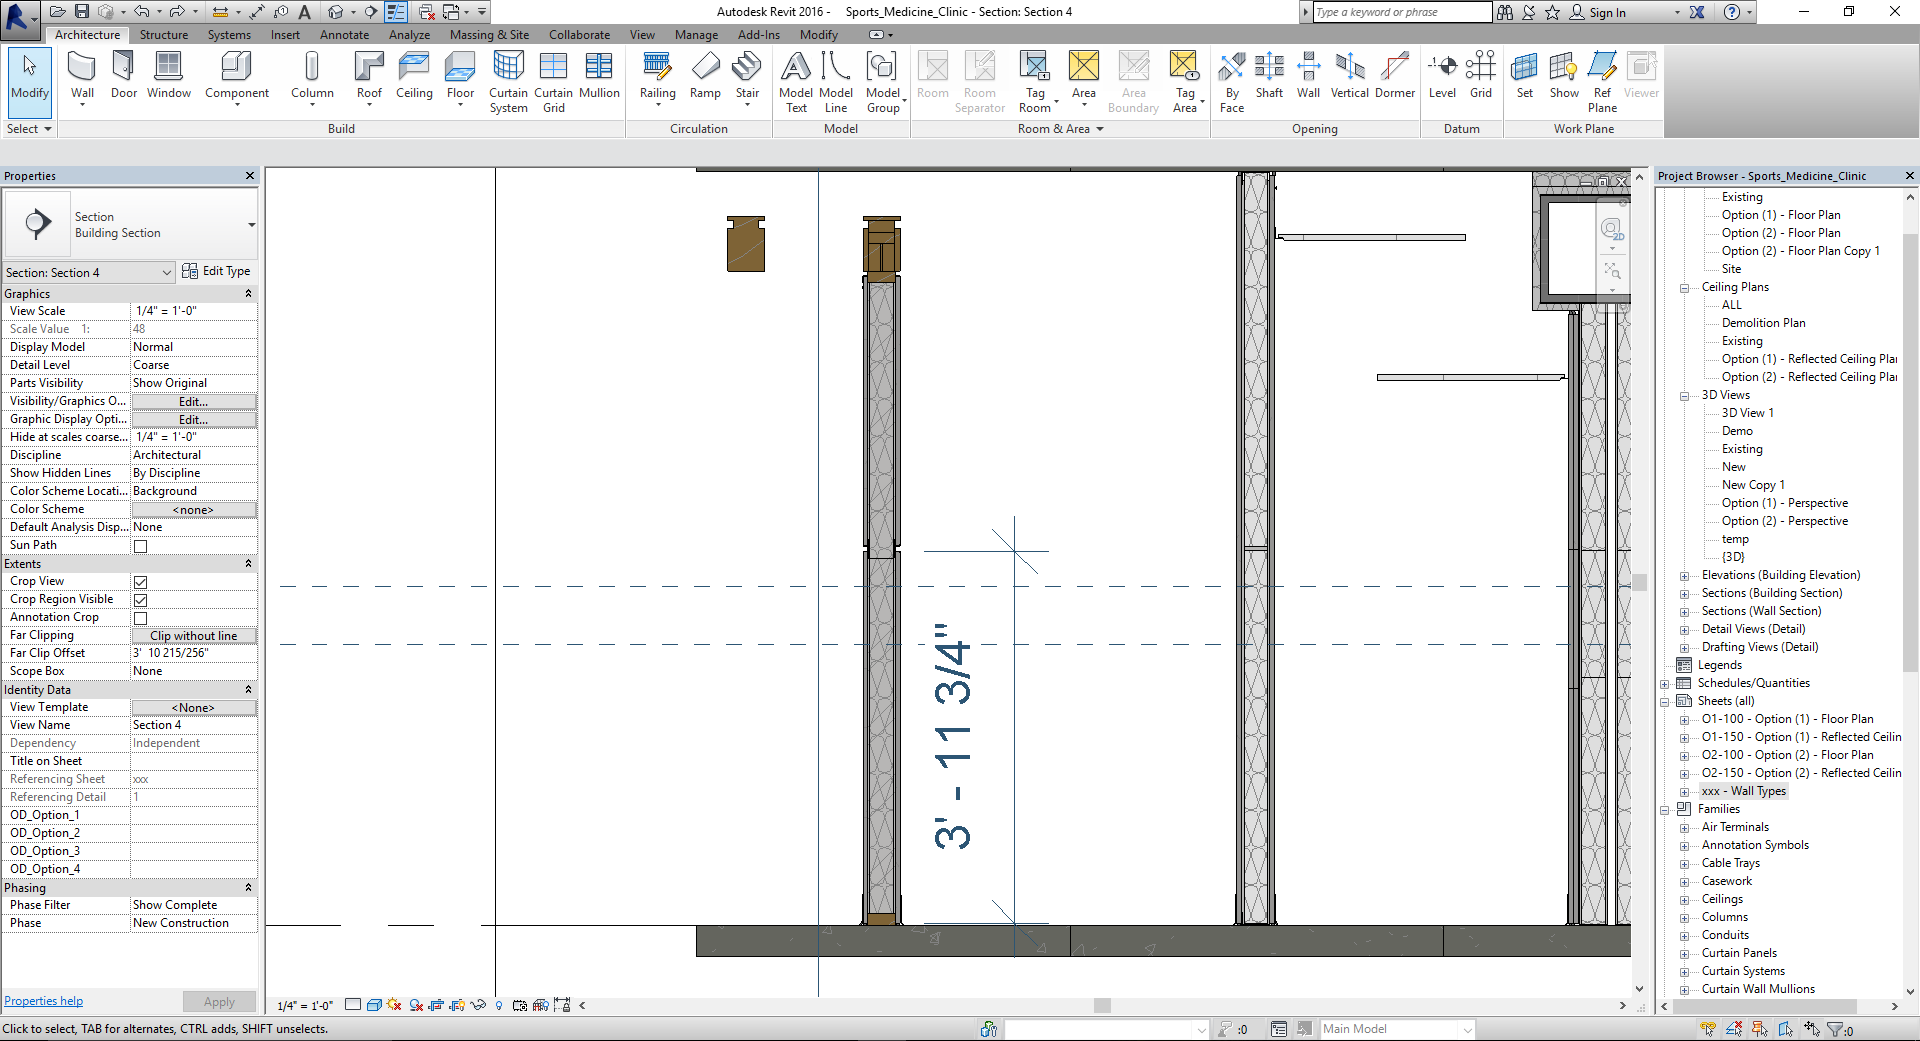 Autodesk Revit 2016 - Sports_Medicine_Clinic - Section: Section 4
Type a keyword or phrase
Sign In
Architecture Structure Systems Insert Annotate Analyze Massing & Site Collaborate View Manage Add-Ins Modify
Modify Wall Door Window Component Column Roof Ceiling Floor Curtain System Curtain Grid Mullion Railing Ramp Stair Model Text Model Line Model Group Room Room Separator Tag Room Area Area Boundary Tag Area By Face Shaft Wall Vertical Dormer Level Grid Set Show Ref Plane Viewer
Select Build Circulation Model Room & Area Opening Datum Work Plane
Properties
Section
Building Section
Section: Section 4 Edit Type
Graphics
View Scale 1/4" = 1'-0"
Scale Value 1: 48
Display Model Normal
Detail Level Coarse
Parts Visibility Show Original
Visibility/Graphics O... Edit...
Graphic Display Opti... Edit...
Hide at scales coarse... 1/4" = 1'-0"
Discipline Architectural
Show Hidden Lines By Discipline
Color Scheme Locati... Background
Color Scheme <none>
Default Analysis Disp... None
Sun Path
Extents
Crop View
Crop Region Visible
Annotation Crop
Far Clipping Clip without line
Far Clip Offset 3' 10 215/256"
Scope Box None
Identity Data
View Template <None>
View Name Section 4
Dependency Independent
Title on Sheet
Referencing Sheet xxx
Referencing Detail 1
OD_Option_1
OD_Option_2
OD_Option_3
OD_Option_4
Phasing
Phase Filter Show Complete
Phase New Construction
Properties help Apply
3' - 11 3/4"
2D
1/4" = 1'-0"
Project Browser - Sports_Medicine_Clinic
Existing
Option (1) - Floor Plan
Option (2) - Floor Plan
Option (2) - Floor Plan Copy 1
Site
Ceiling Plans
ALL
Demolition Plan
Existing
Option (1) - Reflected Ceiling Plai
Option (2) - Reflected Ceiling Plai
3D Views
3D View 1
Demo
Existing
New
New Copy 1
Option (1) - Perspective
Option (2) - Perspective
temp
{3D}
Elevations (Building Elevation)
Sections (Building Section)
Sections (Wall Section)
Detail Views (Detail)
Drafting Views (Detail)
Legends
Schedules/Quantities
Sheets (all)
O1-100 - Option (1) - Floor Plan
O1-150 - Option (1) - Reflected Ceilin
O2-100 - Option (2) - Floor Plan
O2-150 - Option (2) - Reflected Ceilin
xxx - Wall Types
Families
Air Terminals
Annotation Symbols
Cable Trays
Casework
Ceilings
Columns
Conduits
Curtain Panels
Curtain Systems
Curtain Wall Mullions
Click to select, TAB for alternates, CTRL adds, SHIFT unselects.
:0
Main Model
:0